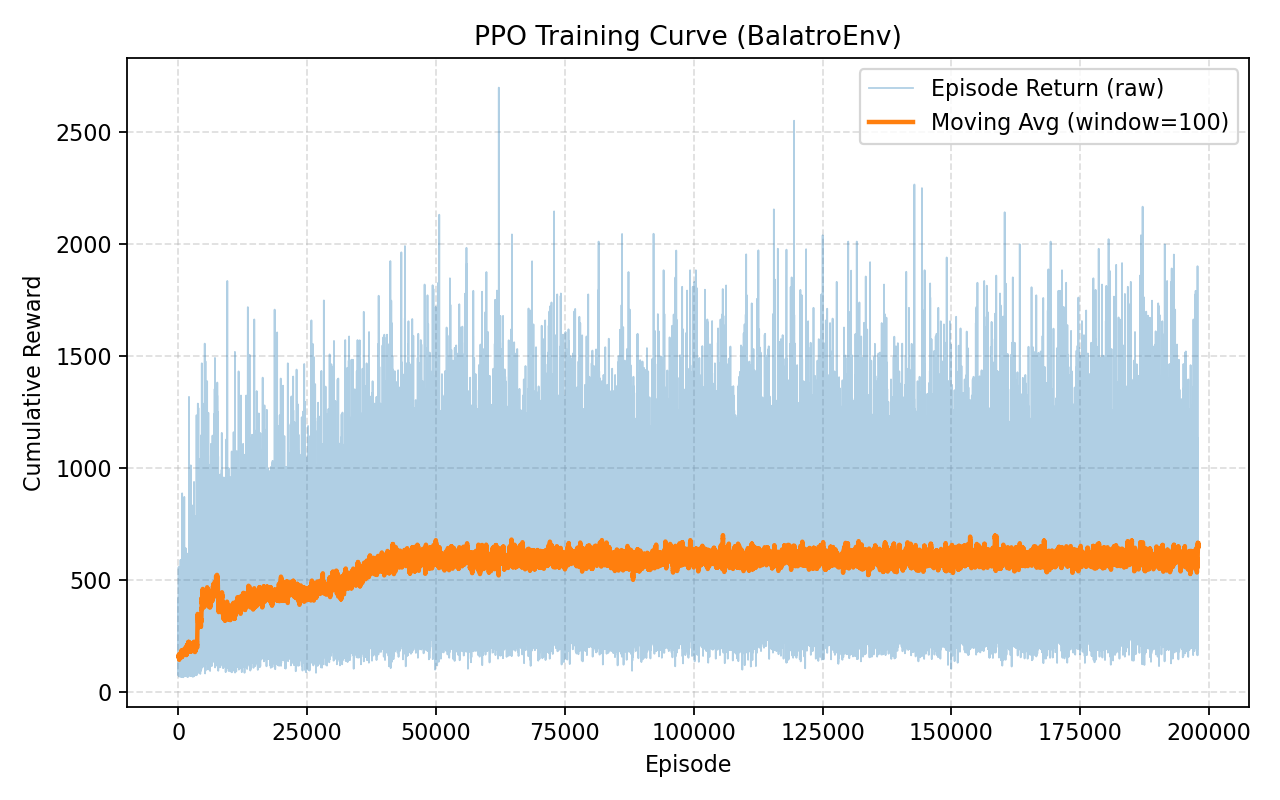 PPO Training Curve (BalatroEnv)
Episode Return (raw)
Moving Avg (window=100)
Cumulative Reward
2500
2000
1500
1000
500
0
0 25000 50000 75000 100000 125000 150000 175000 200000
Episode